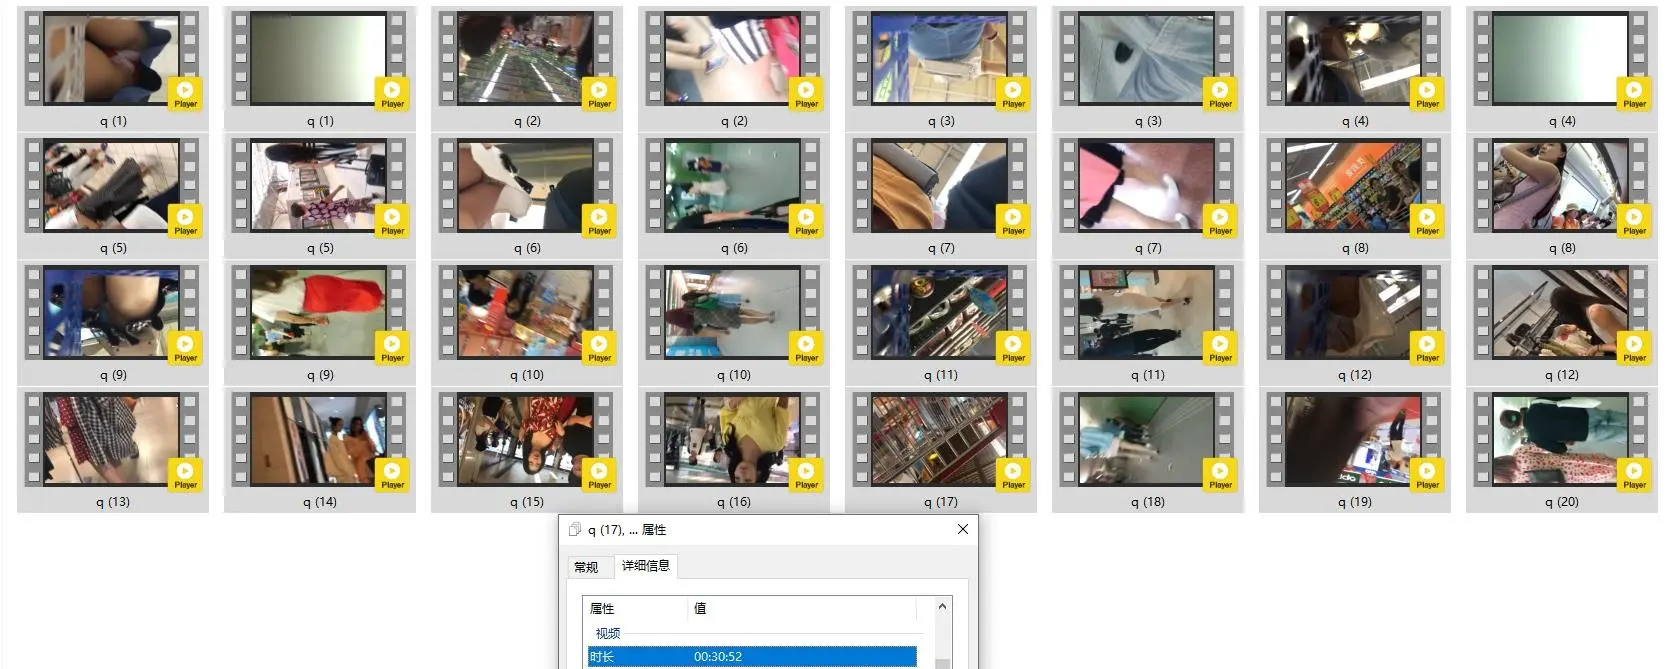 Player Player Player Player Player Player Player Player
q (1) q (1) q (2) q (2) q (3) q (3) q (4) q (4)
Player Player Player Player Player Player Player Player
q (5) q (5) q (6) q (6) q (7) q (7) q (8) q (8)
Player Player Player Player Player Player Player Player
q (9) q (9) q (10) q (10) q (11) q (11) q (12) q (12)
Player Player Player Player Player Player Player Player
q (13) q (14) q (15) q (16) q (17) q (18) q (19) q (20)
q (17), ... 属性
常规 详细信息
属性 值
视频
时长 00:30:52